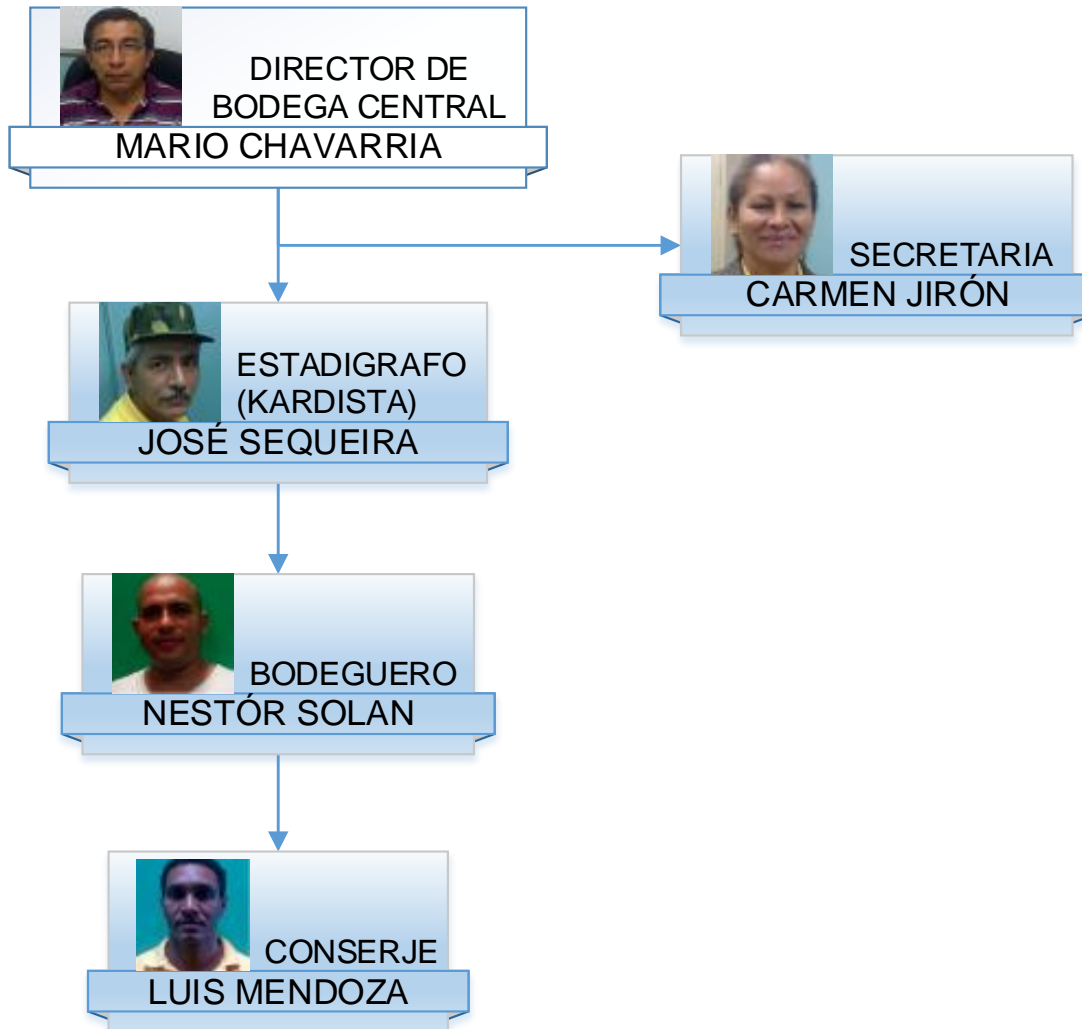 DIRECTOR DE
BODEGA CENTRAL
MARIO CHAVARRIA
SECRETARIA
CARMEN JIRÓN
ESTADIGRAFO
(KARDISTA)
JOSÉ SEQUEIRA
BODEGUERO
NESTÓR SOLAN
CONSERJE
LUIS MENDOZA